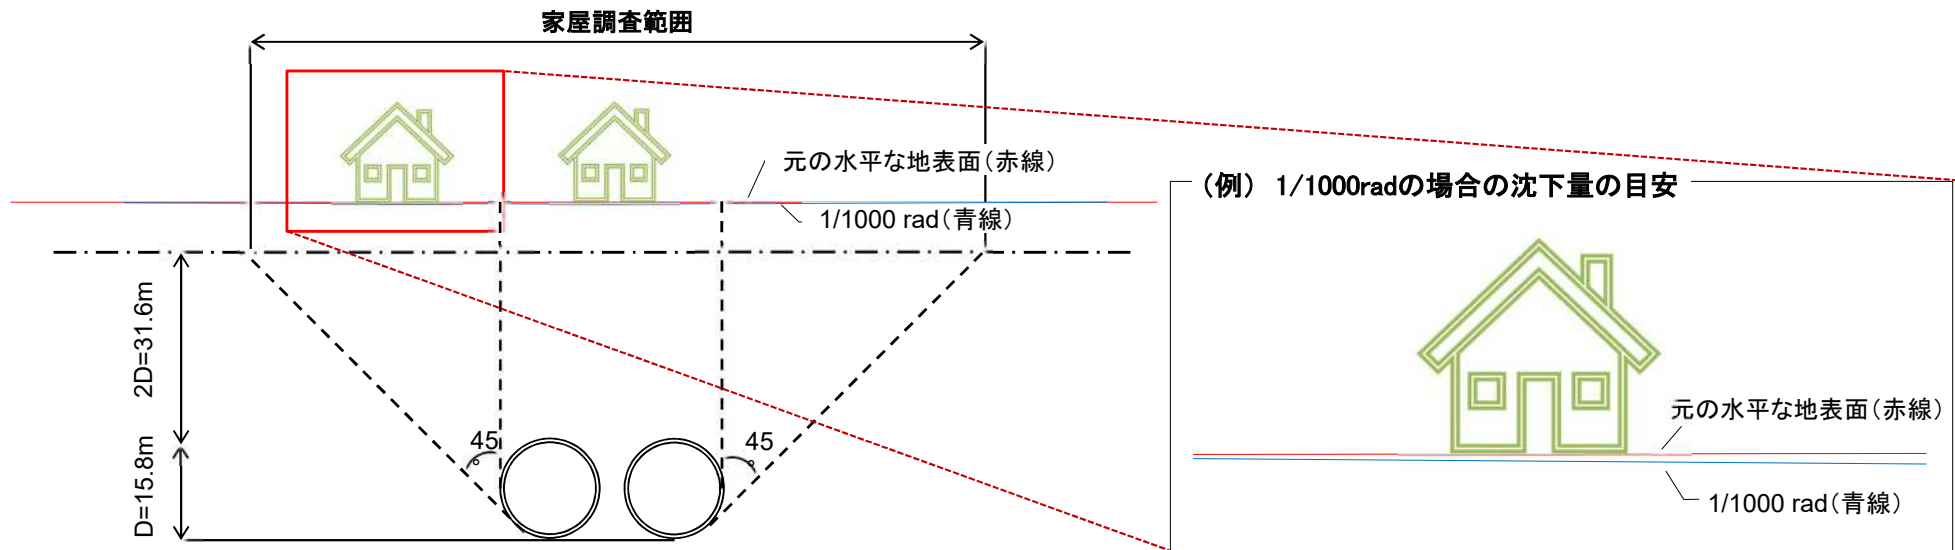 家屋調査範囲
元の水平な地表面(赤線)
1/1000 rad(青線)
2D=31.6m
D=15.8m
45°
45°
(例) 1/1000radの場合の沈下量の目安
元の水平な地表面(赤線)
1/1000 rad(青線)